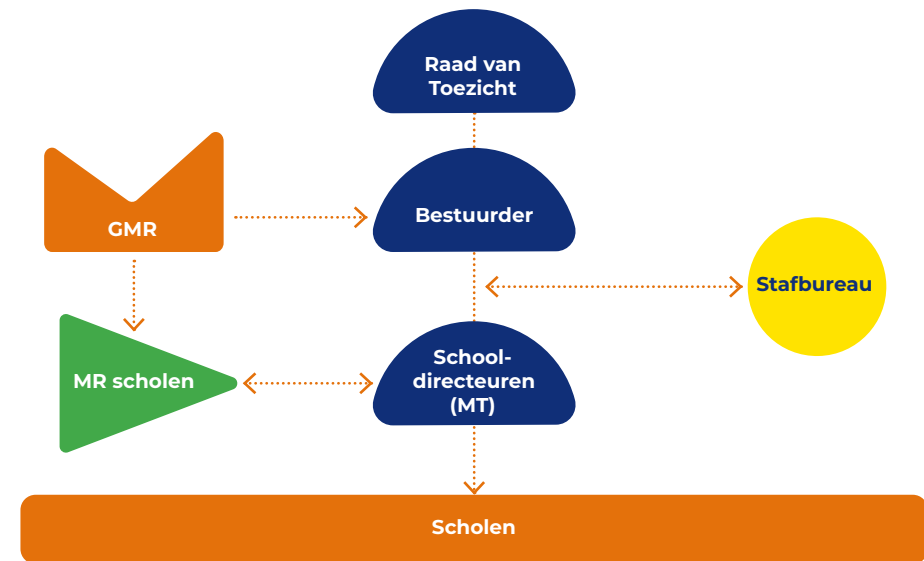 Raad van
Toezicht
GMR
Bestuurder
Stafbureau
MR scholen
School-
directeuren
(MT)
Scholen